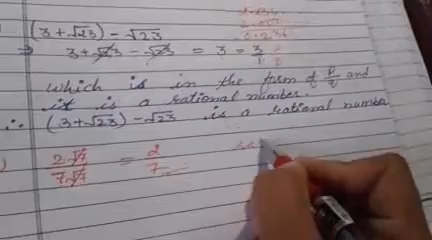 (3+√23) - √23
⇒ 3+√23 - √23 = 3 = 3/1 P/q
which is in the form of P/q and
it is a rational number.
∴ (3+√23) - √23 is a rational number
) 2√7/7√7 = 2/7